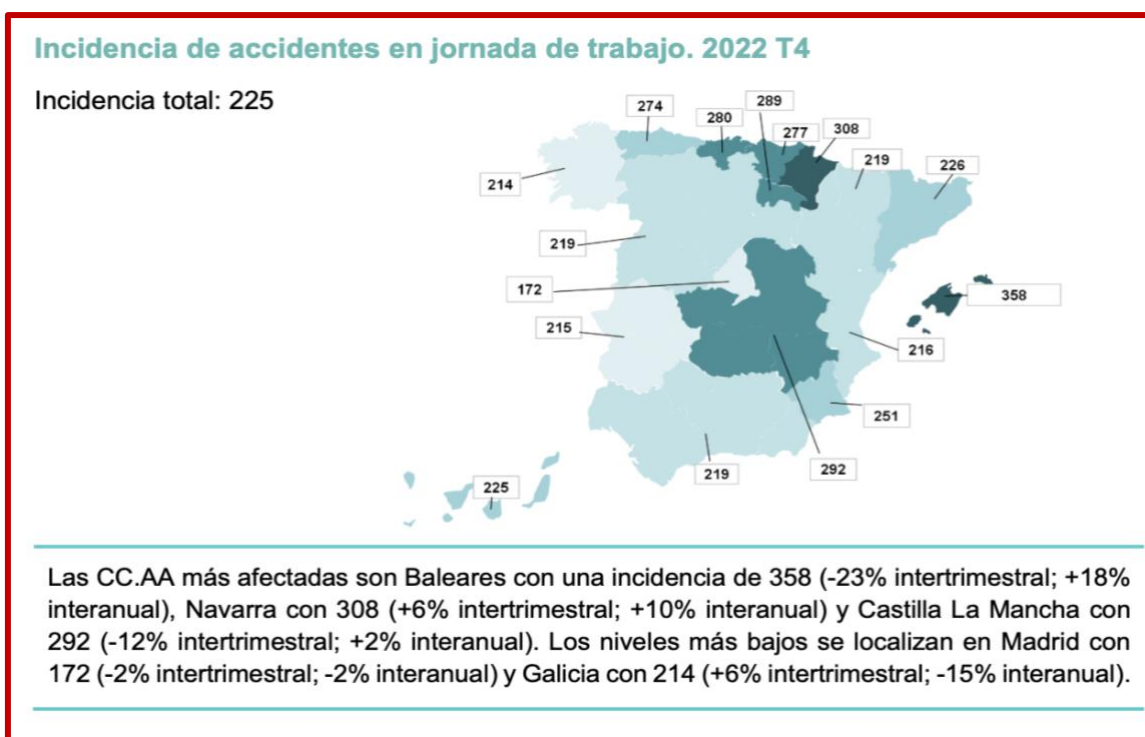 Incidencia de accidentes en jornada de trabajo. 2022 T4
Incidencia total: 225
274
280
289
277
308
219
226
214
219
172
215
358
216
251
225
219
292
Las CC.AA más afectadas son Baleares con una incidencia de 358 (-23% intertrimestral; +18%
interanual), Navarra con 308 (+6% intertrimestral; +10% interanual) y Castilla La Mancha con
292 (-12% intertrimestral; +2% interanual). Los niveles más bajos se localizan en Madrid con
172 (-2% intertrimestral; -2% interanual) y Galicia con 214 (+6% intertrimestral; -15% interanual).